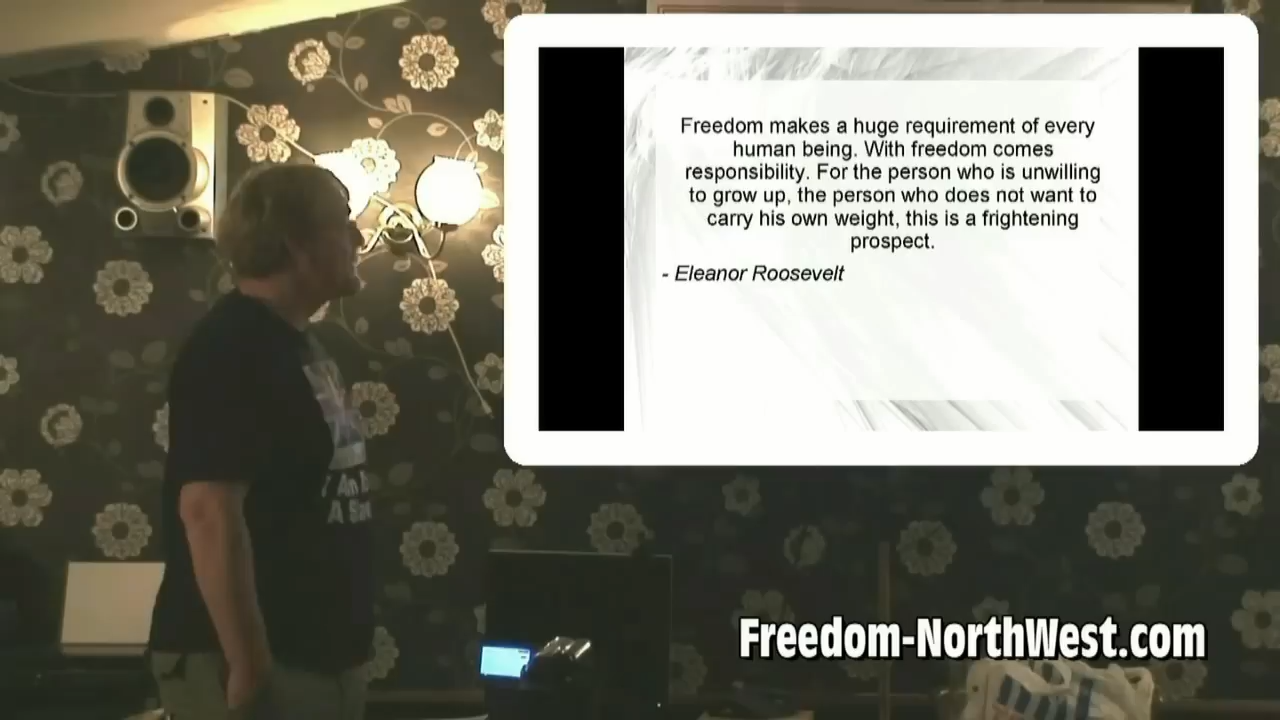 Freedom makes a huge requirement of every
human being. With freedom comes
responsibility. For the person who is unwilling
to grow up, the person who does not want to
carry his own weight, this is a frightening
prospect.
- Eleanor Roosevelt
Freedom-NorthWest.com